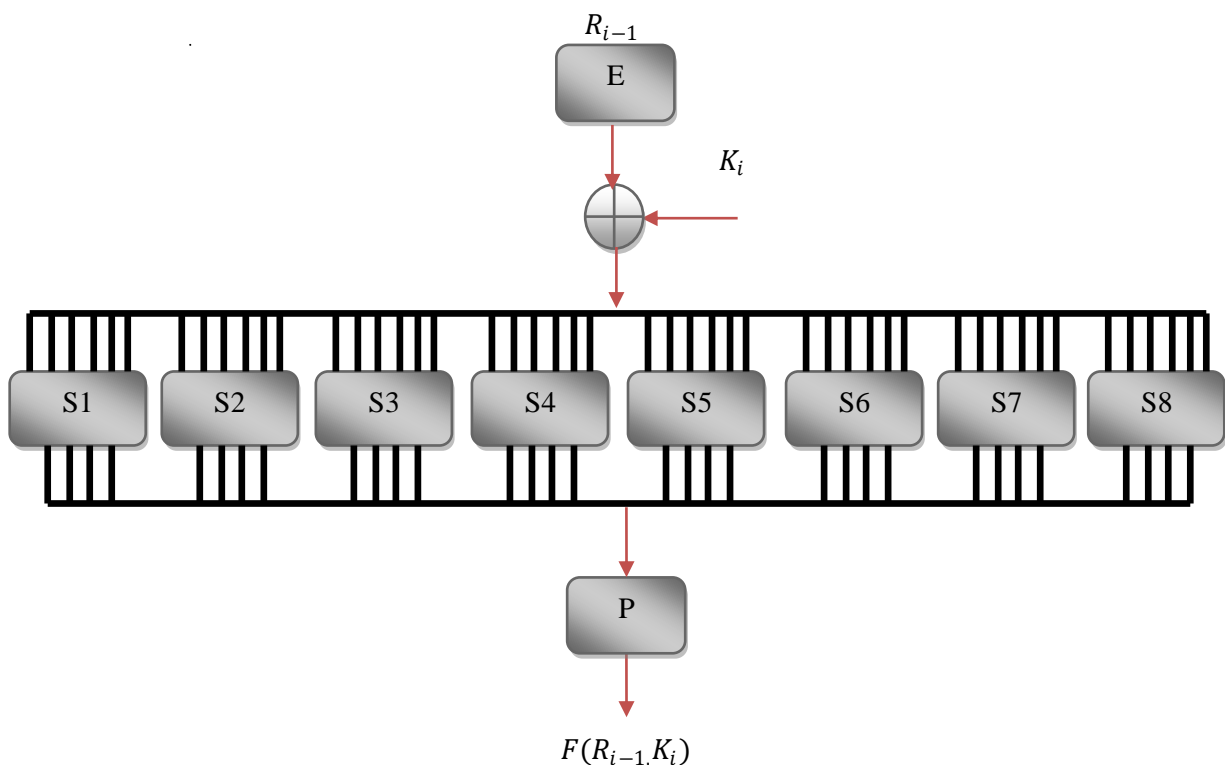 R_{i−1}
E
K_i
S1 S2 S3 S4 S5 S6 S7 S8
P
F(R_{i−1.}K_i)